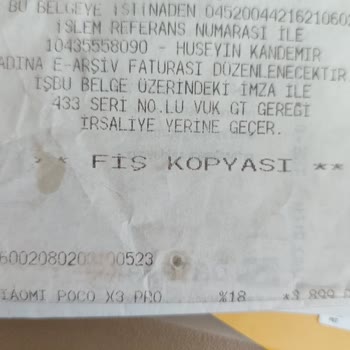 BU BELGEYE İSTİNADEN 04520044216210602
İŞLEM REFERANS NUMARASI İLE
10435558090 - HUSEYIN KANDEMIR
ADINA E-ARŞİV FATURASI DÜZENLENECEKTİR
İŞBU BELGE ÜZERİNDEKİ İMZA İLE
433 SERİ NO.LU VUK GT GEREĞİ
İRSALİYE YERİNE GEÇER.
** FİŞ KOPYASI **
XIAOMI POCO X3 PRO %18